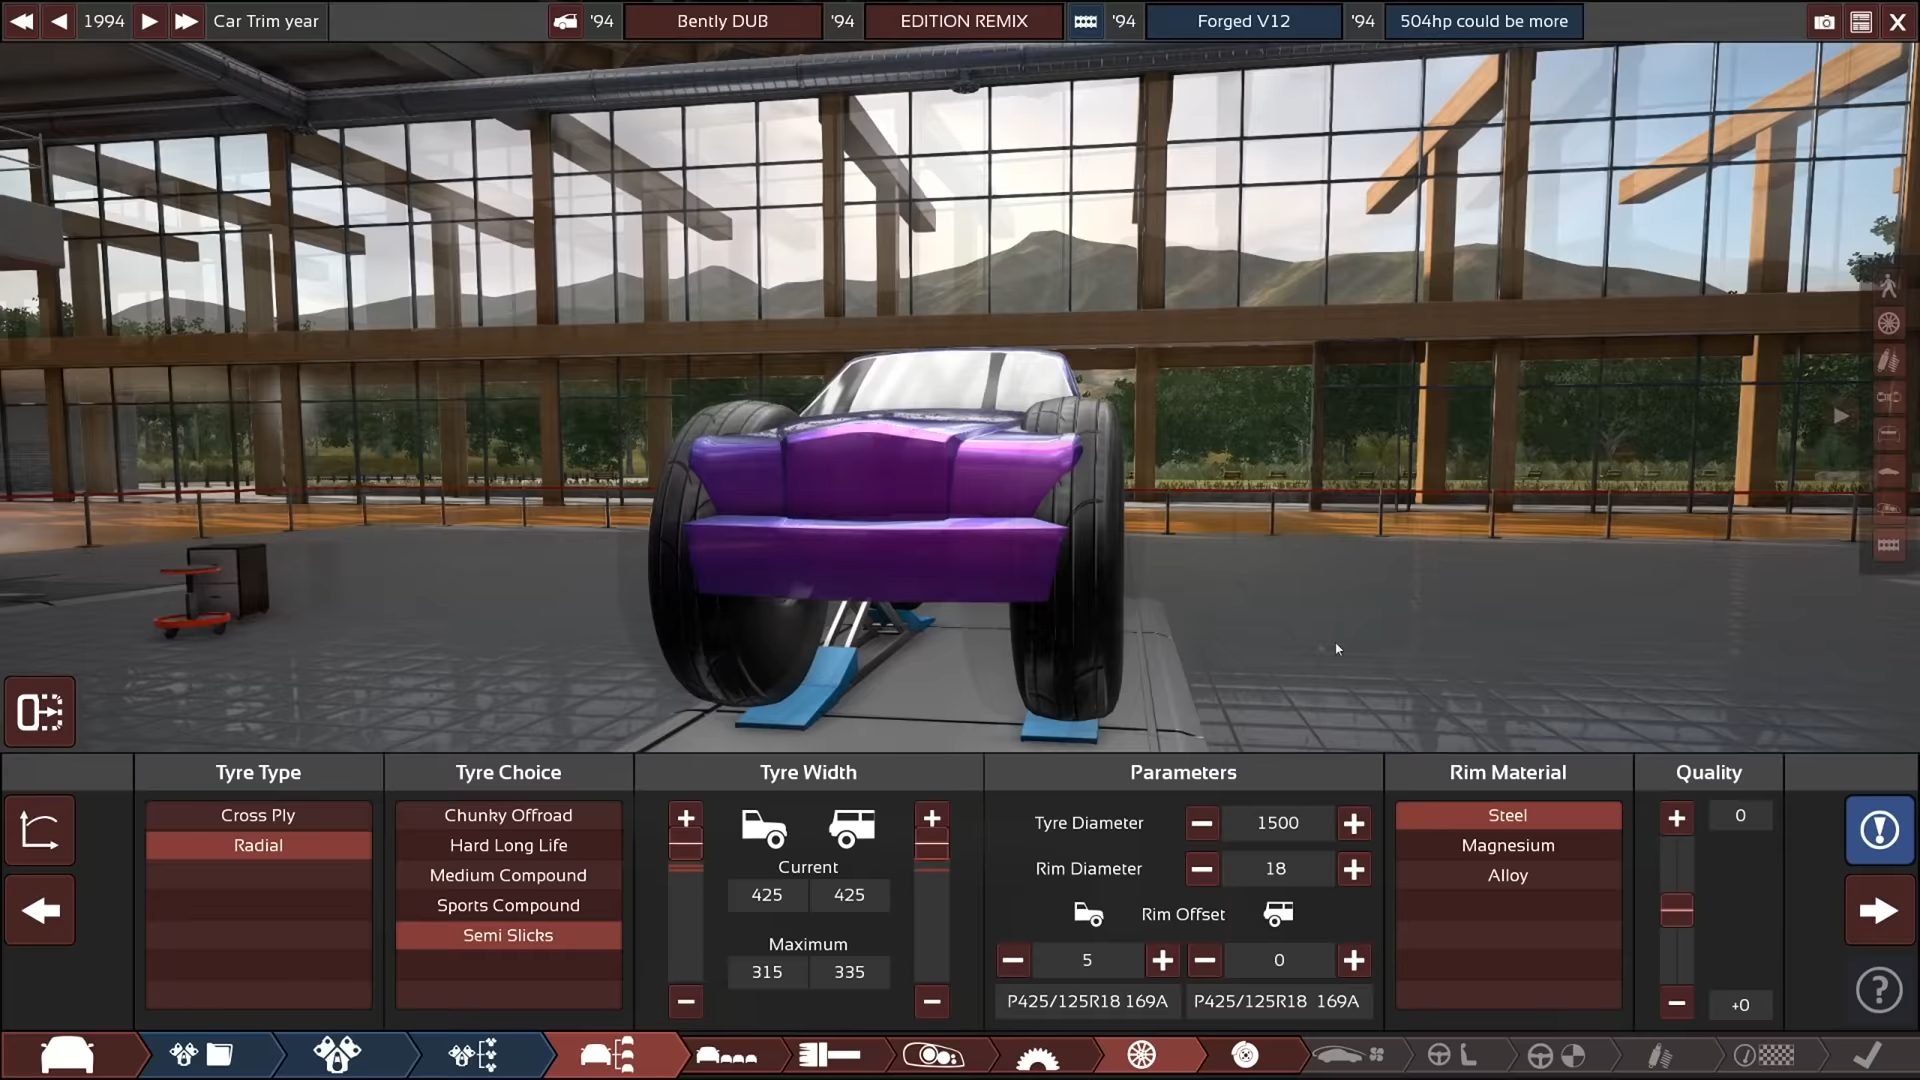 1994
Car Trim year
'94
Bently DUB
'94
EDITION REMIX
'94
Forged V12
'94
504hp could be more
Tyre Type
Cross Ply
Radial
Tyre Choice
Chunky Offroad
Hard Long Life
Medium Compound
Sports Compound
Semi Slicks
Tyre Width
Current
425 425
Maximum
315 335
Parameters
Tyre Diameter 1500
Rim Diameter 18
Rim Offset
5 0
P425/125R18 169A P425/125R18 169A
Rim Material
Steel
Magnesium
Alloy
Quality
0
+0